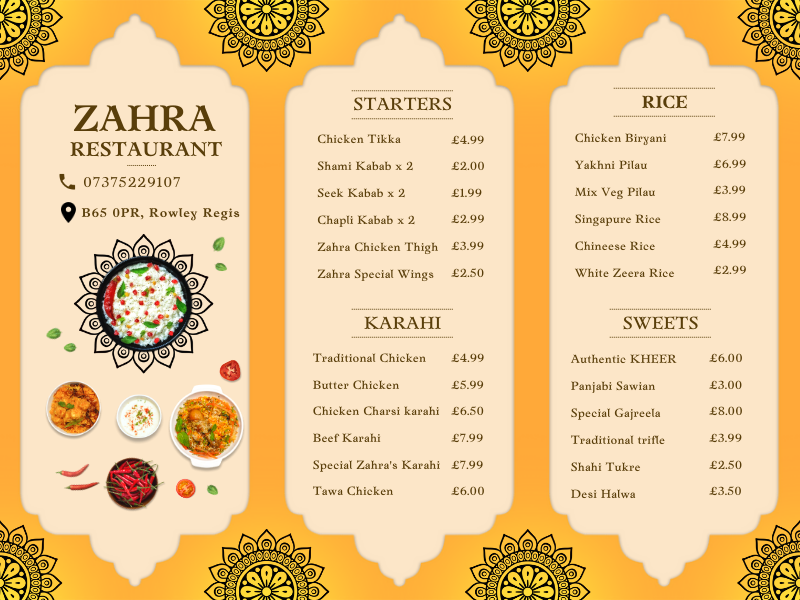 ZAHRA
RESTAURANT
07375229107
B65 0PR, Rowley Regis
STARTERS
Chicken Tikka £4.99
Shami Kabab x 2 £2.00
Seek Kabab x 2 £1.99
Chapli Kabab x 2 £2.99
Zahra Chicken Thigh £3.99
Zahra Special Wings £2.50
KARAHI
Traditional Chicken £4.99
Butter Chicken £5.99
Chicken Charsi karahi £6.50
Beef Karahi £7.99
Special Zahra's Karahi £7.99
Tawa Chicken £6.00
RICE
Chicken Biryani £7.99
Yakhni Pilau £6.99
Mix Veg Pilau £3.99
Singapure Rice £8.99
Chineese Rice £4.99
White Zeera Rice £2.99
SWEETS
Authentic KHEER £6.00
Panjabi Sawian £3.00
Special Gajreela £8.00
Traditional trifle £3.99
Shahi Tukre £2.50
Desi Halwa £3.50